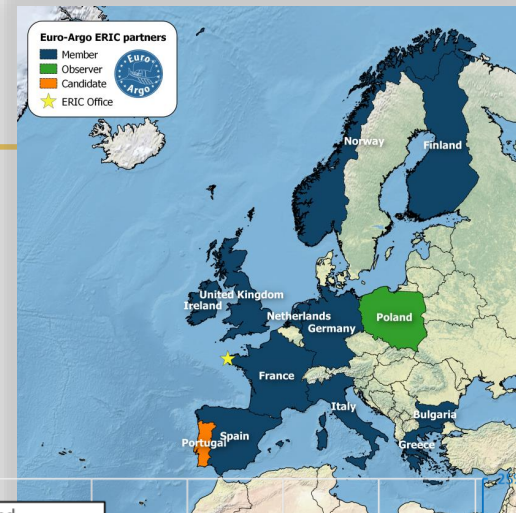 Euro-Argo ERIC partners
Member
Observer
Candidate
ERIC Office
Euro-
Argo
Norway
Finland
United Kingdom
Ireland
Netherlands
Germany
Poland
France
Italy
Bulgaria
Portugal
Spain
Greece